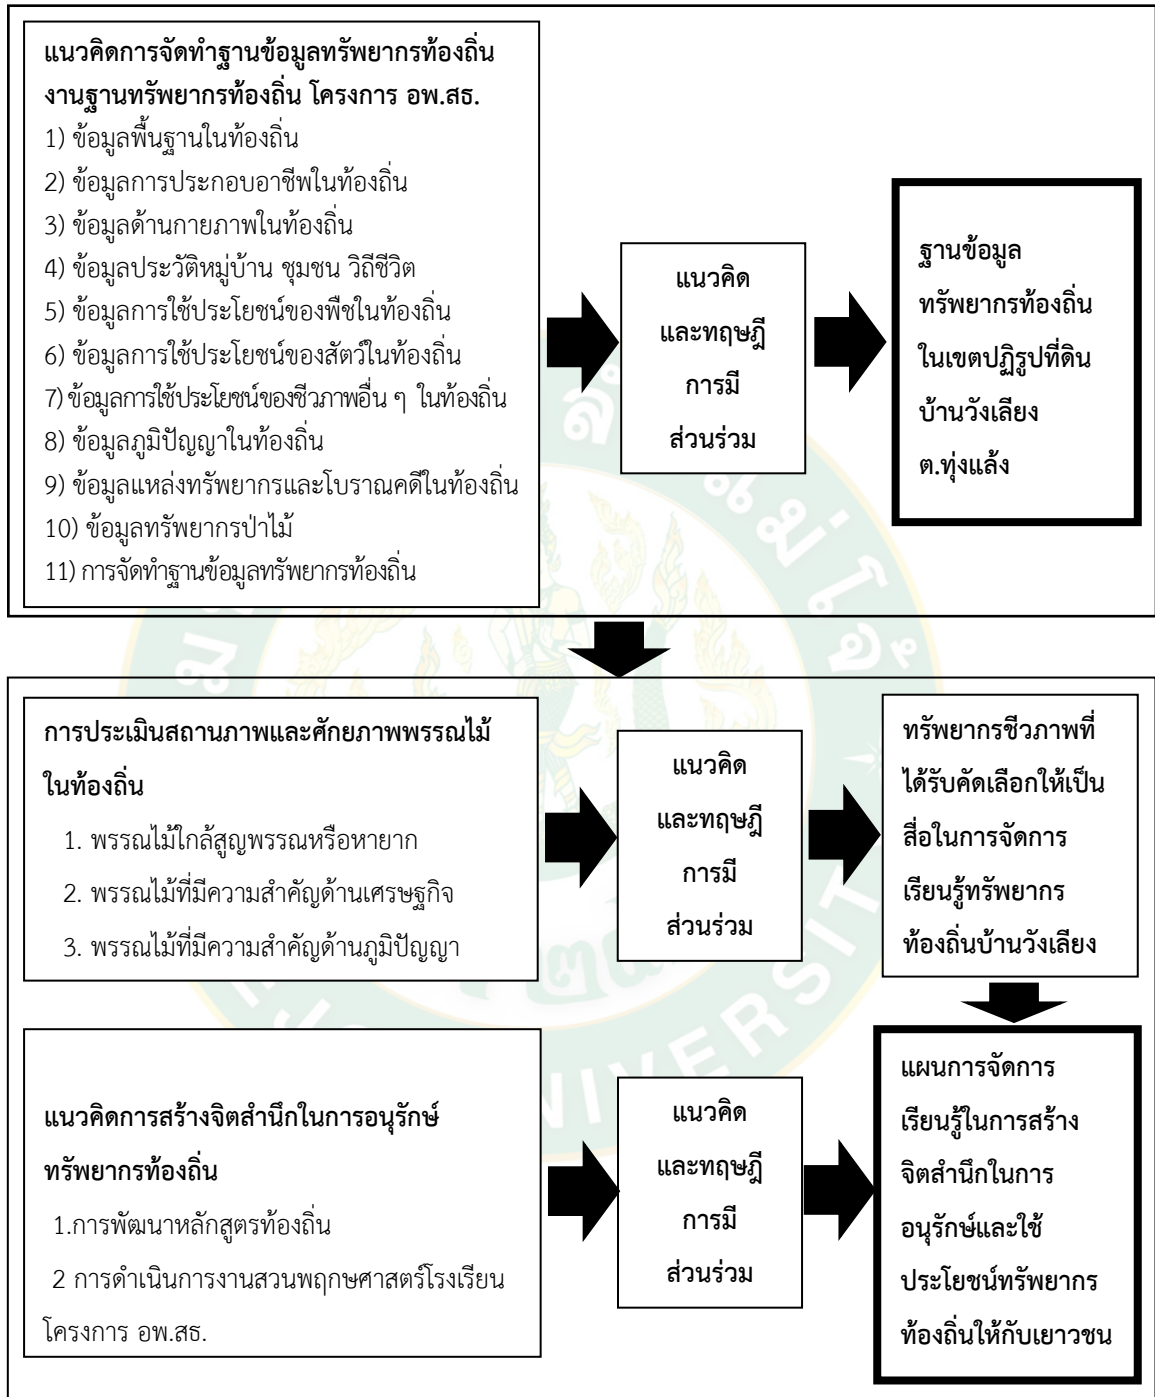 แนวคิดการจัดทำฐานข้อมูลทรัพยากรท้องถิ่น
งานฐานทรัพยากรท้องถิ่น โครงการ อพ.สธ.
1) ข้อมูลพื้นฐานในท้องถิ่น
2) ข้อมูลการประกอบอาชีพในท้องถิ่น
3) ข้อมูลด้านกายภาพในท้องถิ่น
4) ข้อมูลประวัติหมู่บ้าน ชุมชน วิถีชีวิต
5) ข้อมูลการใช้ประโยชน์ของพืชในท้องถิ่น
6) ข้อมูลการใช้ประโยชน์ของสัตว์ในท้องถิ่น
7) ข้อมูลการใช้ประโยชน์ของชีวภาพอื่น ๆ ในท้องถิ่น
8) ข้อมูลภูมิปัญญาในท้องถิ่น
9) ข้อมูลแหล่งทรัพยากรและโบราณคดีในท้องถิ่น
10) ข้อมูลทรัพยากรป่าไม้
11) การจัดทำฐานข้อมูลทรัพยากรท้องถิ่น
แนวคิด
และทฤษฎี
การมี
ส่วนร่วม
ฐานข้อมูล
ทรัพยากรท้องถิ่น
ในเขตปฏิรูปที่ดิน
บ้านวังเลียง
ต.ทุ่งแล้ง
การประเมินสถานภาพและศักยภาพพรรณไม้
ในท้องถิ่น
1. พรรณไม้ใกล้สูญพรรณหรือหายาก
2. พรรณไม้ที่มีความสำคัญด้านเศรษฐกิจ
3. พรรณไม้ที่มีความสำคัญด้านภูมิปัญญา
แนวคิด
และทฤษฎี
การมี
ส่วนร่วม
ทรัพยากรชีวภาพที่
ได้รับคัดเลือกให้เป็น
สื่อในการจัดการ
เรียนรู้ทรัพยากร
ท้องถิ่นบ้านวังเลียง
แนวคิดการสร้างจิตสำนึกในการอนุรักษ์
ทรัพยากรท้องถิ่น
1.การพัฒนาหลักสูตรท้องถิ่น
2 การดำเนินการงานสวนพฤกษศาสตร์โรงเรียน
โครงการ อพ.สธ.
แนวคิด
และทฤษฎี
การมี
ส่วนร่วม
แผนการจัดการ
เรียนรู้ในการสร้าง
จิตสำนึกในการ
อนุรักษ์และใช้
ประโยชน์ทรัพยากร
ท้องถิ่นให้กับเยาวชน